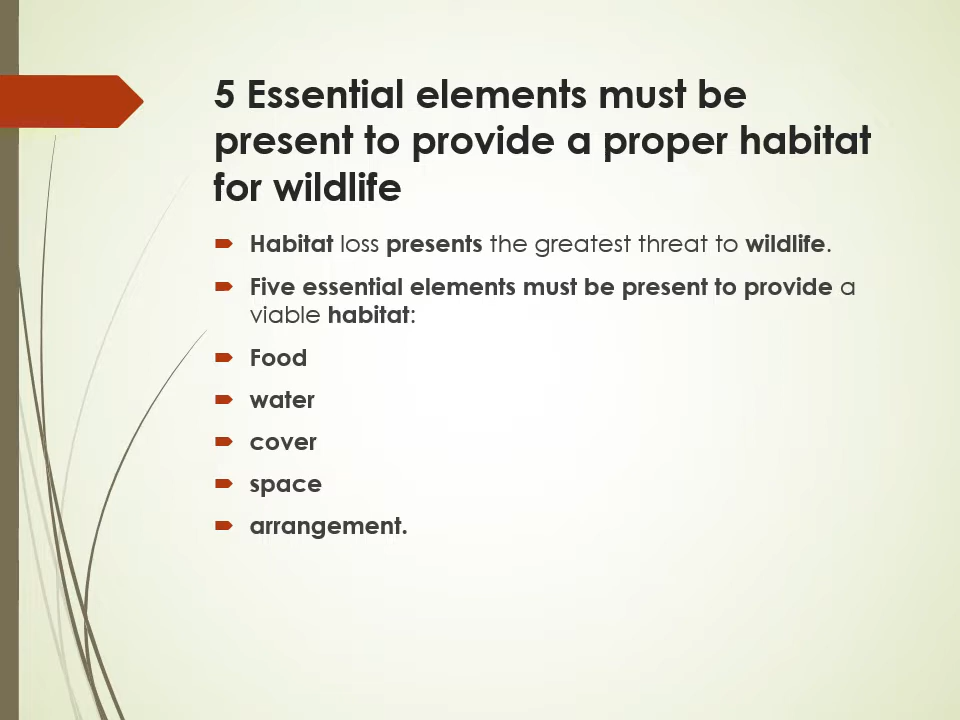 5 Essential elements must be
present to provide a proper habitat
for wildlife
Habitat loss presents the greatest threat to wildlife.
Five essential elements must be present to provide a
viable habitat:
Food
water
cover
space
arrangement.